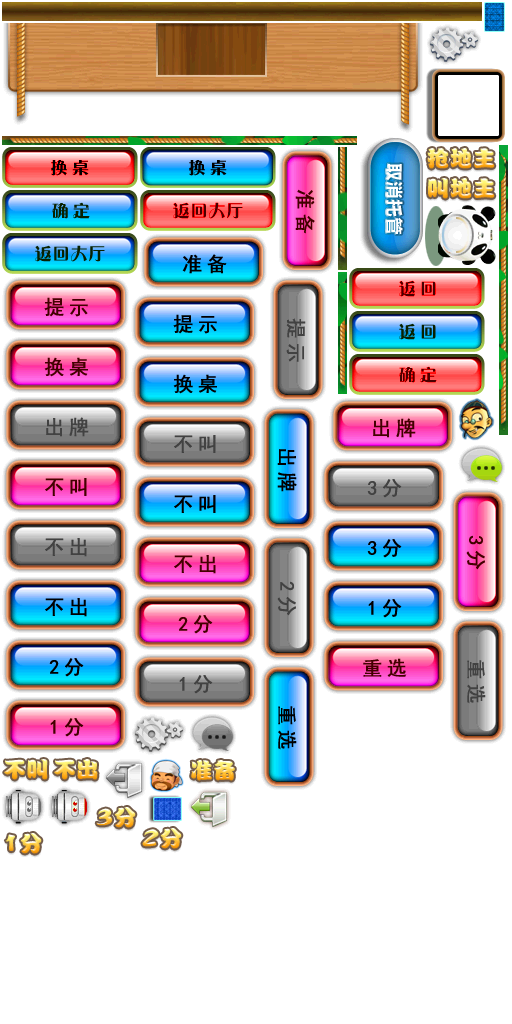 换桌
换桌
准备
取消托管
抢地主
叫地主
确定
返回大厅
返回大厅
准备
提示
提示
提示
返回
返回
确定
换桌
换桌
出牌
不叫
出牌
出牌
不叫
不叫
3分
3分
不出
不出
2分
3分
不出
2分
1分
2分
1分
重选
重选
重选
1分
不叫
不出
准备
3分
2分
1分